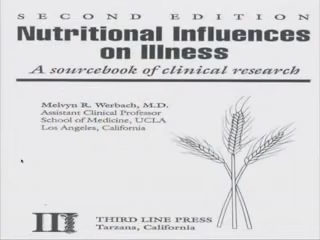 SECOND EDITION
Nutritional Influences
on Illness
A sourcebook of clinical research
Melvyn R. Werbach, M.D.
Assistant Clinical Professor
School of Medicine, UCLA
Los Angeles, California
THIRD LINE PRESS
Tarzana, California